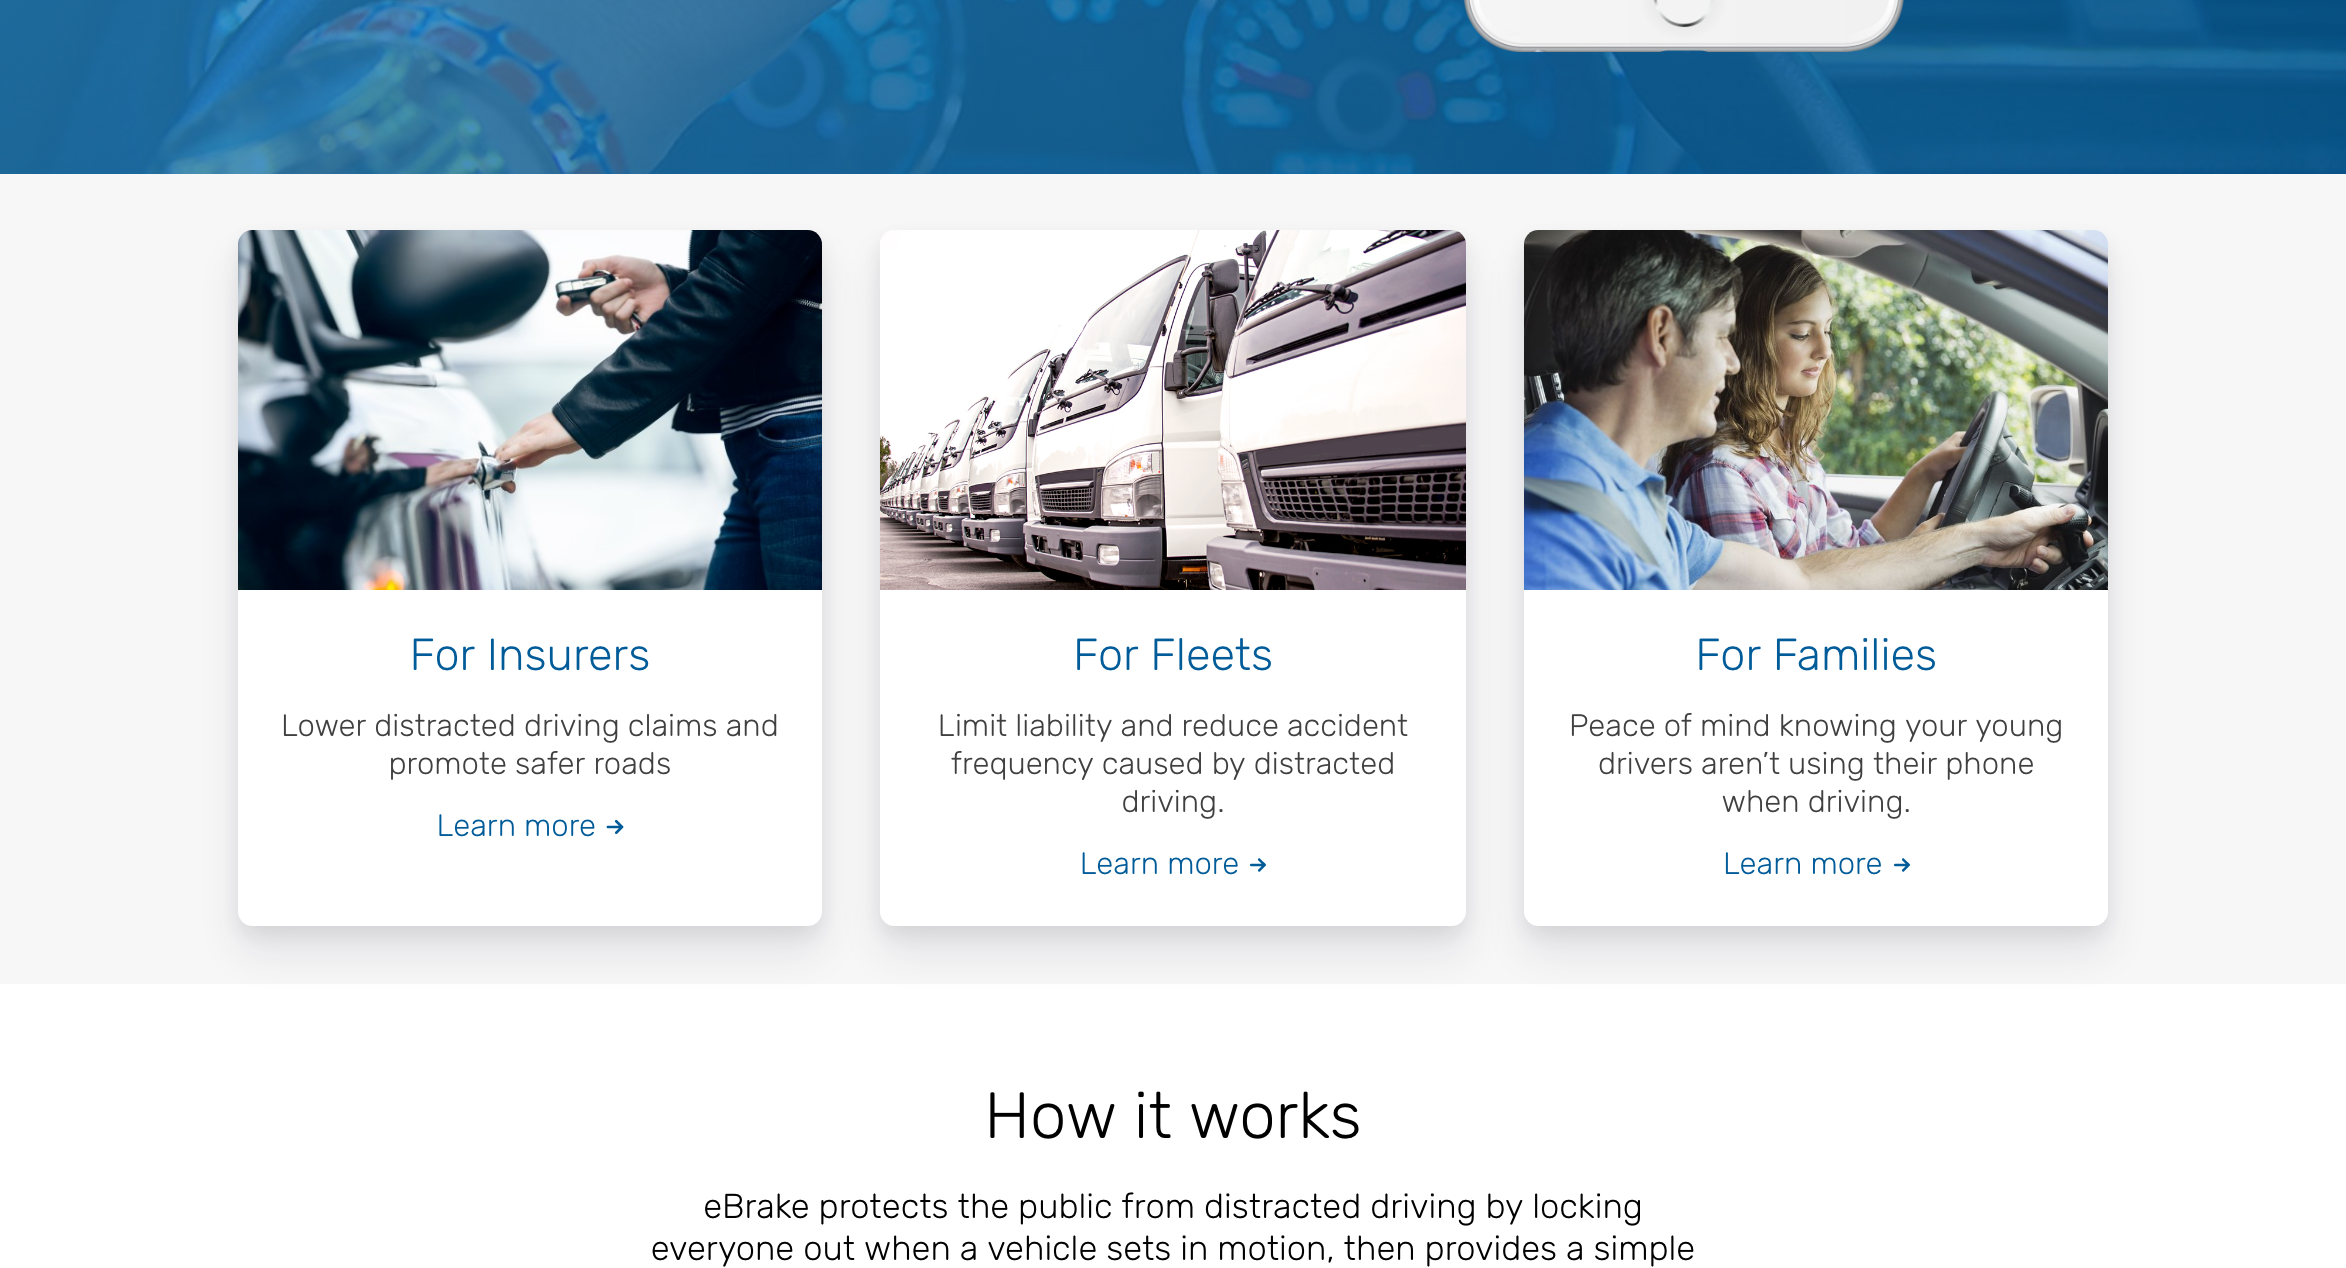 For Insurers
Lower distracted driving claims and
promote safer roads
Learn more →
For Fleets
Limit liability and reduce accident
frequency caused by distracted
driving.
Learn more →
For Families
Peace of mind knowing your young
drivers aren’t using their phone
when driving.
Learn more →
How it works
eBrake protects the public from distracted driving by locking
everyone out when a vehicle sets in motion, then provides a simple